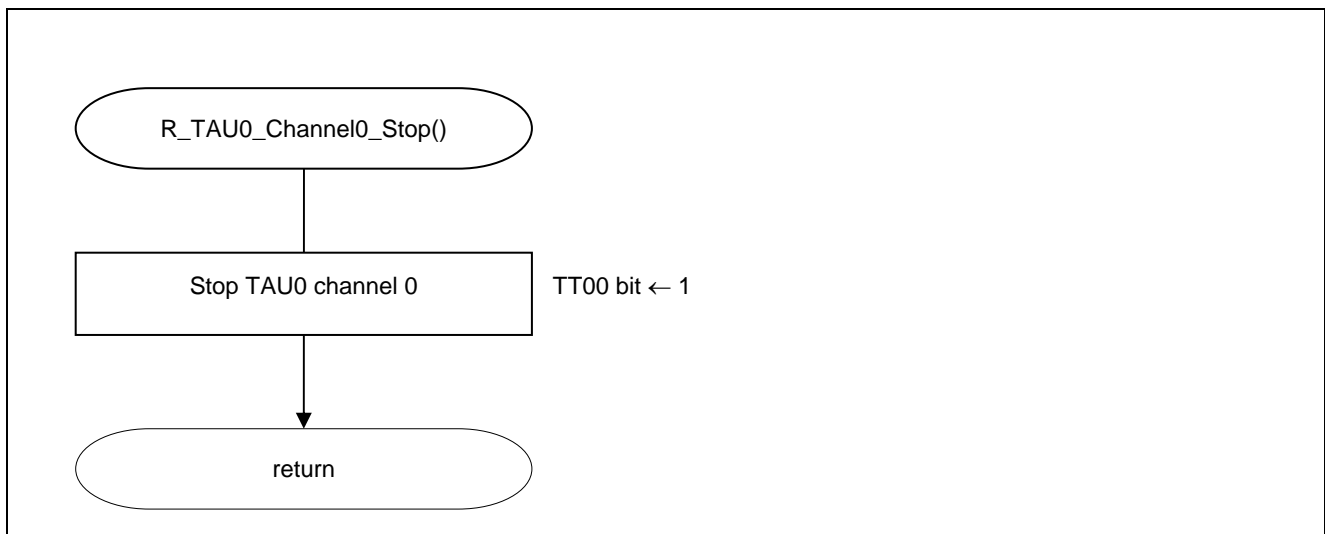 R_TAU0_Channel0_Stop()
Stop TAU0 channel 0
TT00 bit ← 1
return